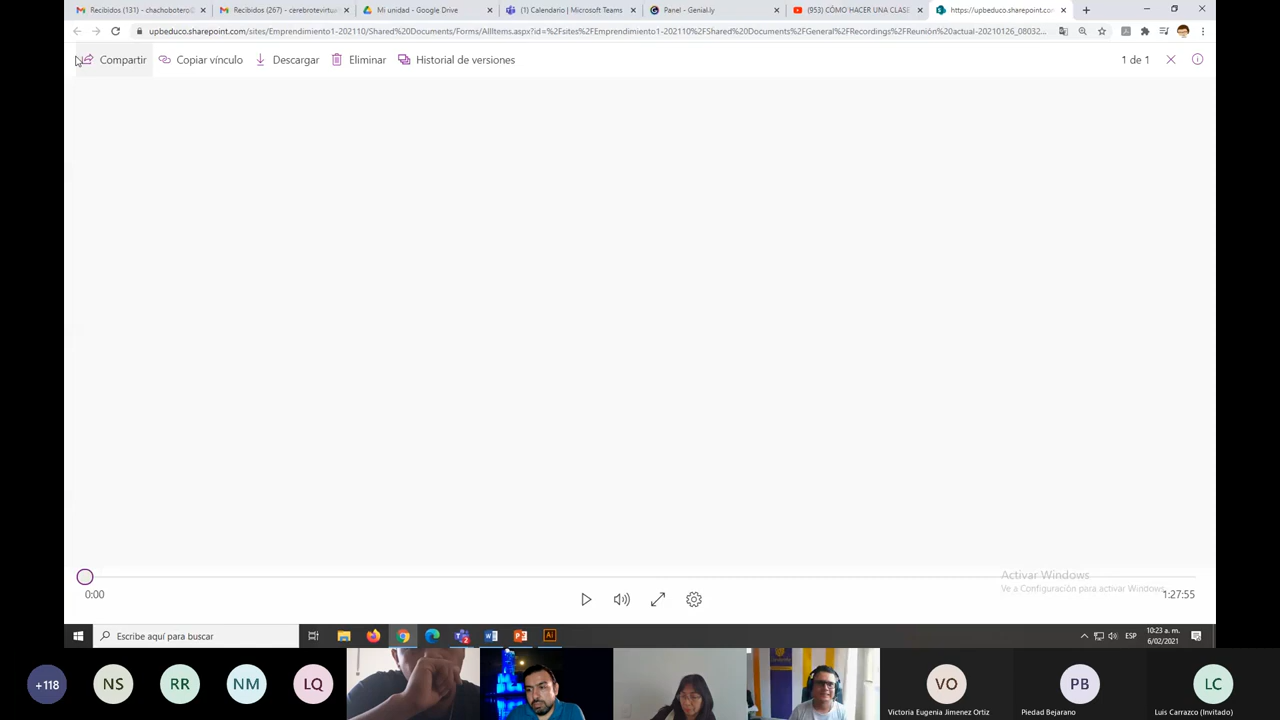 Recibidos (131) - chachobotero@
Recibidos (267) - cerebrotevirtua
Mi unidad - Google Drive
(1) Calendario | Microsoft Teams
Panel - Genial.ly
(953) CÓMO HACER UNA CLASE
https://upbeduco.sharepoint.com
upbeduco.sharepoint.com/sites/Emprendimiento1-202110/Shared%20Documents/Forms/AllItems.aspx?id=%2Fsites%2FEmprendimiento1-202110%2FShared%20Documents%2FGeneral%2FRecordings%2FReunión%20actual-20210126_08032...
Compartir
Copiar vínculo
Descargar
Eliminar
Historial de versiones
1 de 1
Activar Windows
Ve a Configuración para activar Windows.
0:00
1:27:55
Escribe aquí para buscar
ESP
10:23 a. m.
6/02/2021
+118
NS
RR
NM
LQ
VO
Victoria Eugenia Jimenez Ortiz
PB
Piedad Bejarano
LC
Luis Carrazco (Invitado)